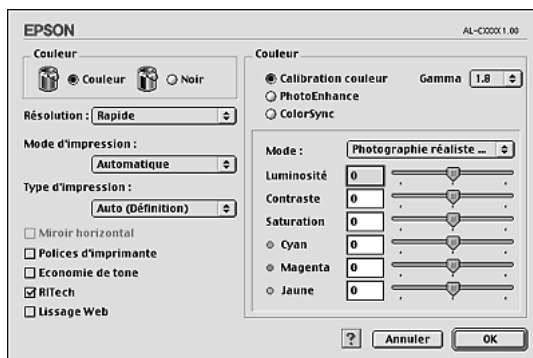 EPSON
AL-CXXXX 1.00
Couleur
Couleur
Noir
Résolution : Rapide
Mode d'impression :
Automatique
Type d'impression :
Auto (Définition)
Miroir horizontal
Polices d'imprimante
Economie de tone
RITech
Lissage Web
Couleur
Calibration couleur
Gamma 1.8
PhotoEnhance
ColorSync
Mode : Photographie réaliste ...
Luminosité 0
Contraste 0
Saturation 0
Cyan 0
Magenta 0
Jaune 0
? Annuler OK